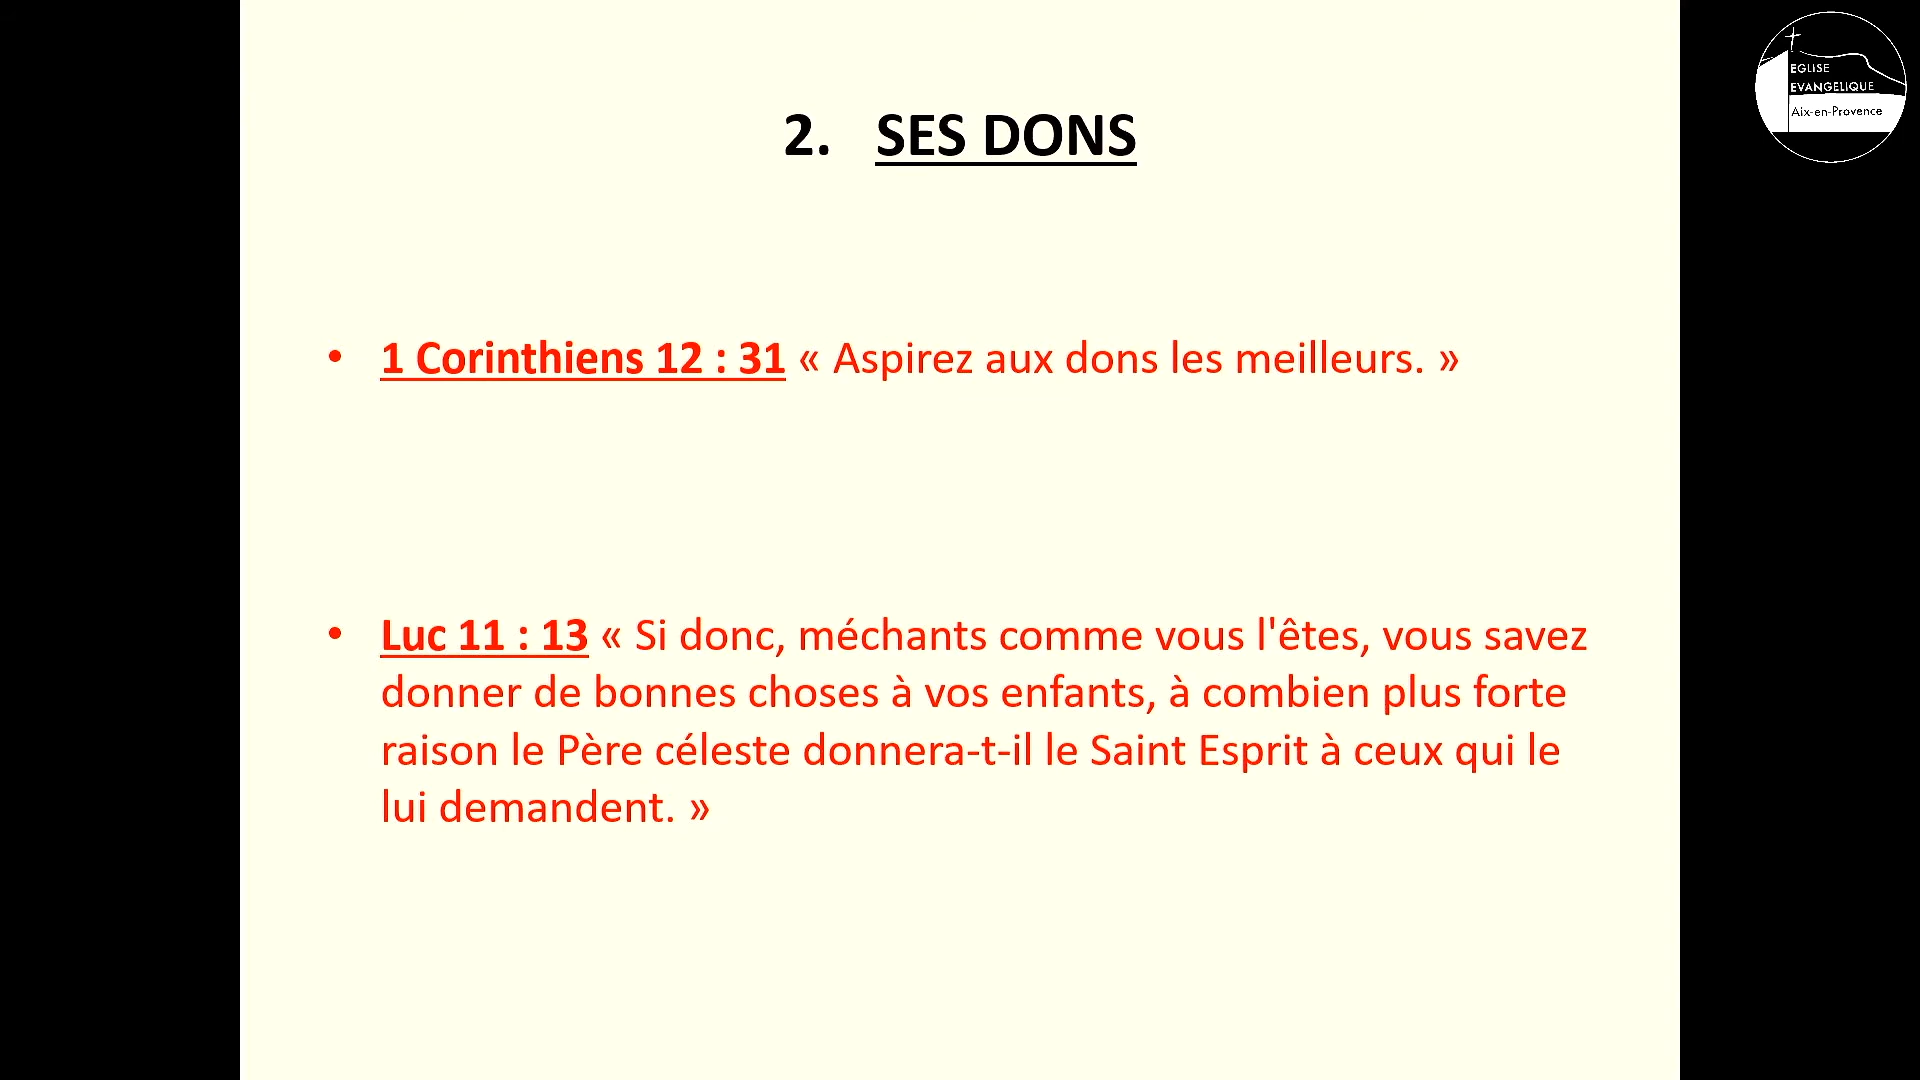 EGLISE
EVANGELIQUE
Aix-en-Provence
2. SES DONS
• 1 Corinthiens 12 : 31 « Aspirez aux dons les meilleurs. »
• Luc 11 : 13 « Si donc, méchants comme vous l'êtes, vous savez
donner de bonnes choses à vos enfants, à combien plus forte
raison le Père céleste donnera-t-il le Saint Esprit à ceux qui le
lui demandent. »